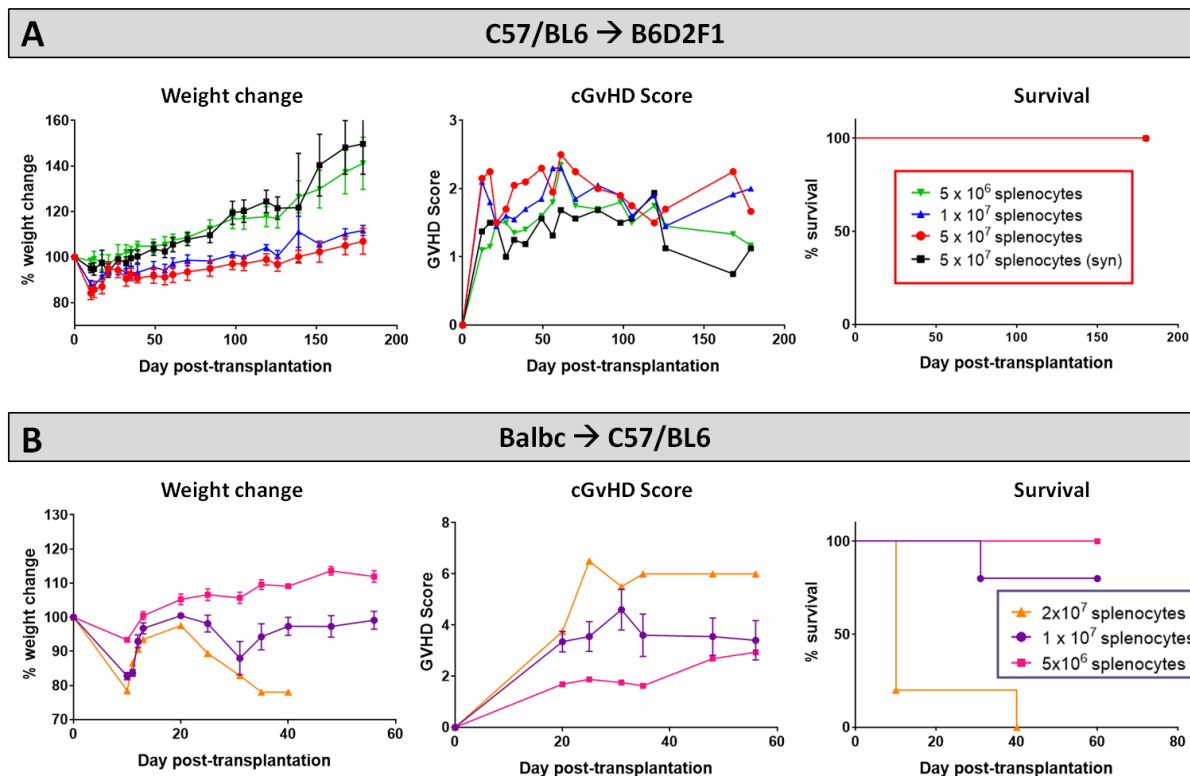 A
C57/BL6 → B6D2F1
Weight change
cGvHD Score
Survival
% weight change
160
140
120
100
80
0
50
100
150
200
Day post-transplantation
GVHD Score
3
2
1
0
0
50
100
150
200
Day post-transplantation
% survival
100
50
0
0
50
100
150
200
Day post-transplantation
5 x 10⁶ splenocytes
1 x 10⁷ splenocytes
5 x 10⁷ splenocytes
5 x 10⁷ splenocytes (syn)
B
Balbc → C57/BL6
Weight change
cGvHD Score
Survival
% weight change
130
120
110
100
90
80
70
0
20
40
60
Day post-transplantation
GVHD Score
8
6
4
2
0
0
20
40
60
Day post-transplantation
% survival
100
50
0
0
20
40
60
80
Day post-transplantation
2x10⁷ splenocytes
1 x 10⁷ splenocytes
5x10⁶ splenocytes